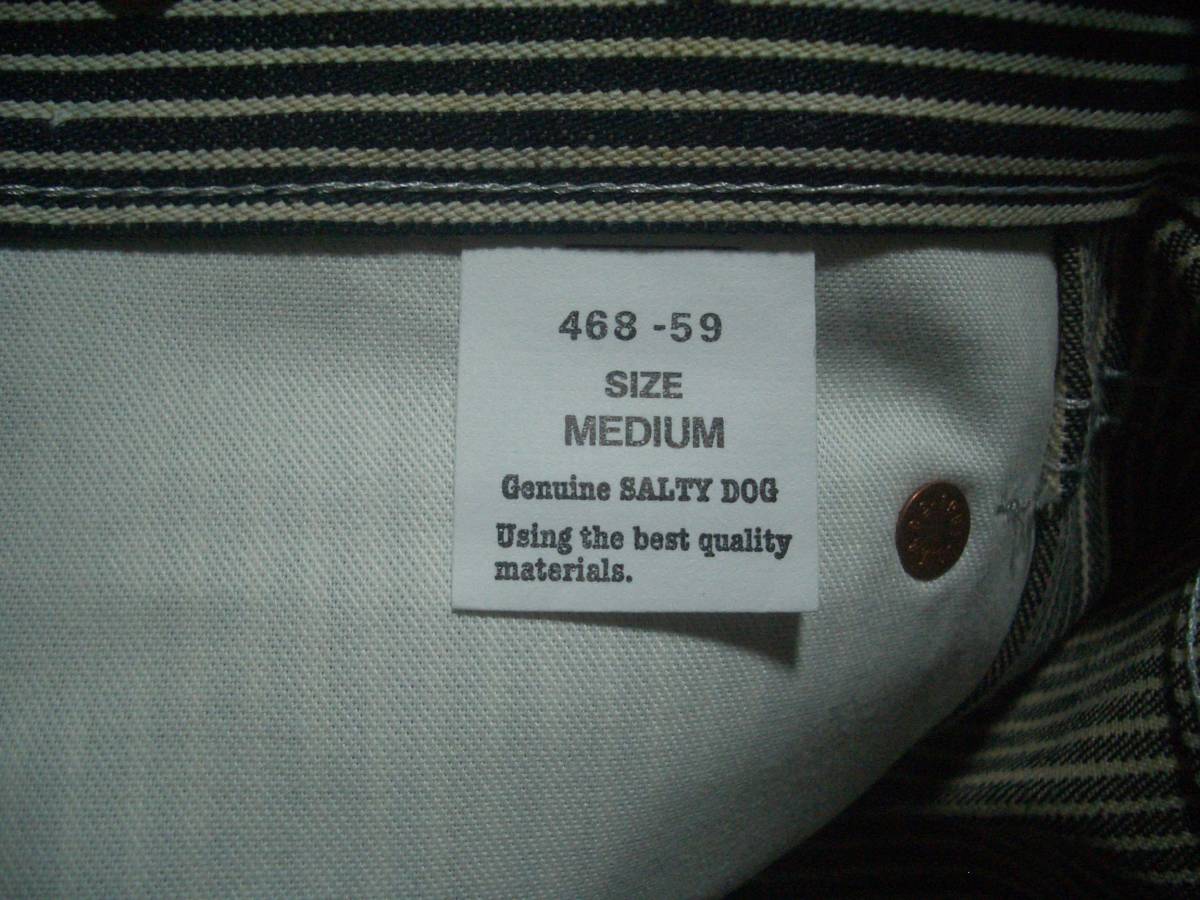 468 -59
SIZE
MEDIUM
Genuine SALTY DOG
Using the best quality
materials.